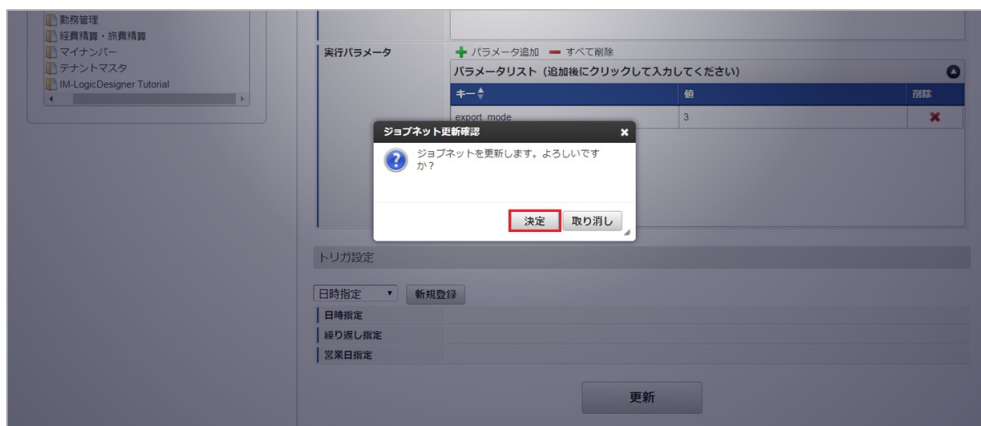 勤務管理
経費精算・旅費精算
マイナンバー
テナントマスタ
IM-LogicDesigner Tutorial
実行パラメータ
パラメータ追加 すべて削除
パラメータリスト（追加後にクリックして入力してください）
キー 値 削除
export_mode 3
ジョブネット更新確認
ジョブネットを更新します。よろしいです
か？
決定 取り消し
トリガ設定
日時指定 新規登録
日時指定
繰り返し指定
営業日指定
更新